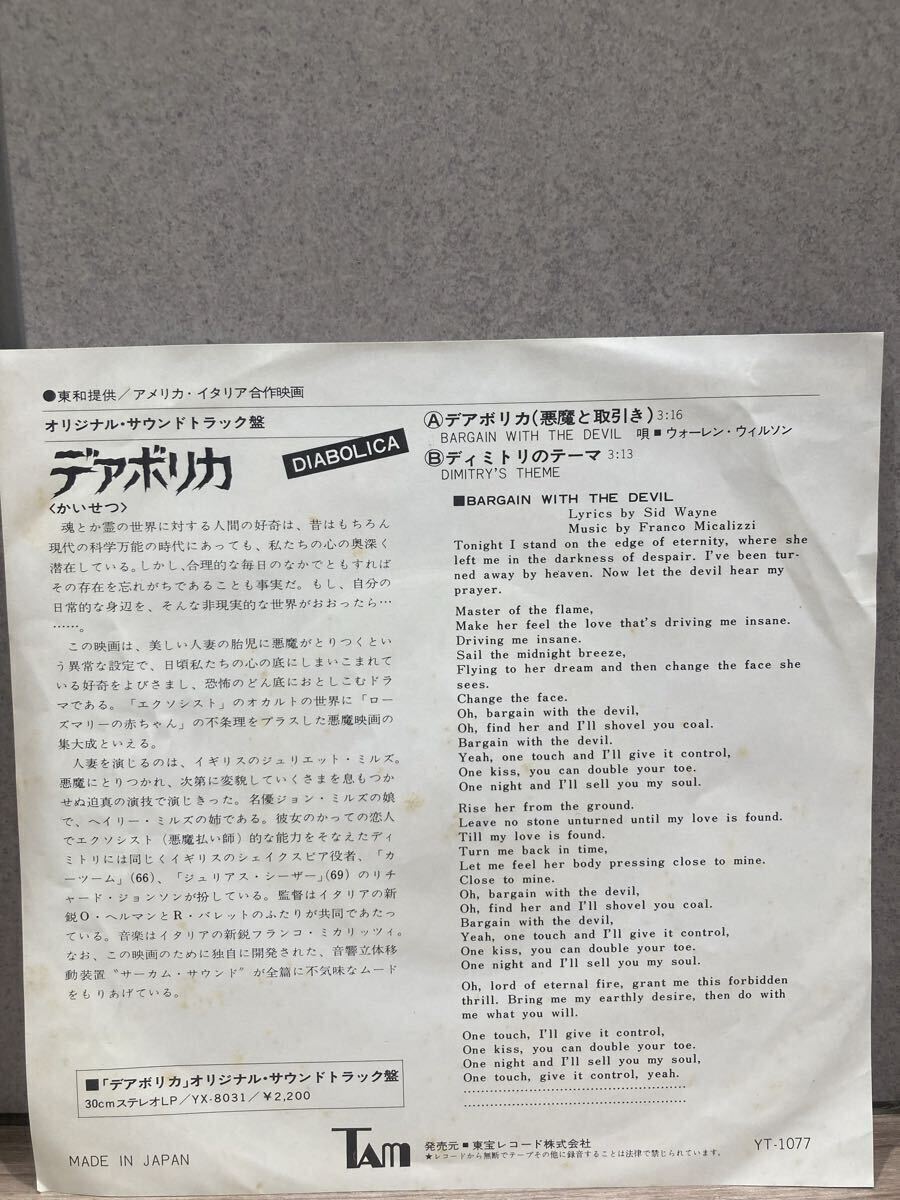 ●東和提供/アメリカ・イタリア合作映画
オリジナル・サウンドトラック盤
デアボリカ
DIABOLICA
〈かいせつ〉
魂とか霊の世界に対する人間の好奇は、昔はもちろん
現代の科学万能の時代にあっても、私たちの心の奥深く
潜在している。しかし、合理的な毎日のなかでともすれば
その存在を忘れがちであることも事実だ。もし、自分の
日常的な身辺を、そんな非現実的な世界がおおったら……
……。
この映画は、美しい人妻の胎児に悪魔がとりつくとい
う異常な設定で、日頃私たちの心の底にしまいこまれて
いる好奇をよびさまし、恐怖のどん底におとしこむドラ
マである。「エクソシスト」のオカルトの世界に「ロー
ズマリーの赤ちゃん」の不条理をプラスした悪魔映画の
集大成といえる。
人妻を演じるのは、イギリスのジュリエット・ミルズ。
悪魔にとりつかれ、次第に変貌していくさまを息もつか
せぬ迫真の演技で演じきった。名優ジョン・ミルズの娘
で、ヘイリー・ミルズの姉である。彼女のかつての恋人
でエクソシスト(悪魔払い師)的な能力をそなえたディ
ミトリには同じくイギリスのシェイクスピア役者、「カ
ーツーム」(66)、「ジュリアス・シーザー」(69)のリチ
ャード・ジョンソンが扮している。監督はイタリアの新
鋭O・ヘルマンとR・バレットのふたりが共同であたっ
ている。音楽はイタリアの新鋭フランコ・ミカリッツィ。
なお、この映画のために独自に開発された、音響立体移
動装置“サーカム・サウンド”が全篇に不気味なムード
をもりあげている。
■「デアボリカ」オリジナル・サウンドトラック盤
30cmステレオLP/YX-8031/¥2,200
MADE IN JAPAN
Ⓐデアボリカ(悪魔と取引き)3:16
BARGAIN WITH THE DEVIL 唄■ウォーレン・ウィルソン
Ⓑディミトリのテーマ 3:13
DIMITRY'S THEME
■BARGAIN WITH THE DEVIL
Lyrics by Sid Wayne
Music by Franco Micalizzi
Tonight I stand on the edge of eternity, where she
left me in the darkness of despair. I've been tur-
ned away by heaven. Now let the devil hear my
prayer.
Master of the flame,
Make her feel the love that's driving me insane.
Driving me insane.
Sail the midnight breeze,
Flying to her dream and then change the face she
sees.
Change the face.
Oh, bargain with the devil,
Oh, find her and I'll shovel you coal.
Bargain with the devil.
Yeah, one touch and I'll give it control,
One kiss, you can double your toe.
One night and I'll sell you my soul.
Rise her from the ground.
Leave no stone unturned until my love is found.
Till my love is found.
Turn me back in time,
Let me feel her body pressing close to mine.
Close to mine.
Oh, bargain with the devil,
Oh, find her and I'll shovel you coal.
Bargain with the devil,
Yeah, one touch and I'll give it control,
One kiss, you can double your toe.
One night and I'll sell you my soul.
Oh, lord of eternal fire, grant me this forbidden
thrill. Bring me my earthly desire, then do with
me what you will.
One touch, I'll give it control,
One kiss, you can double your toe.
One night and I'll sell you my soul,
One touch, give it control, yeah.
TAM
発売元■東宝レコード株式会社
★レコードから無断でテープその他に録音することは法律で禁じられています。
YT-1077